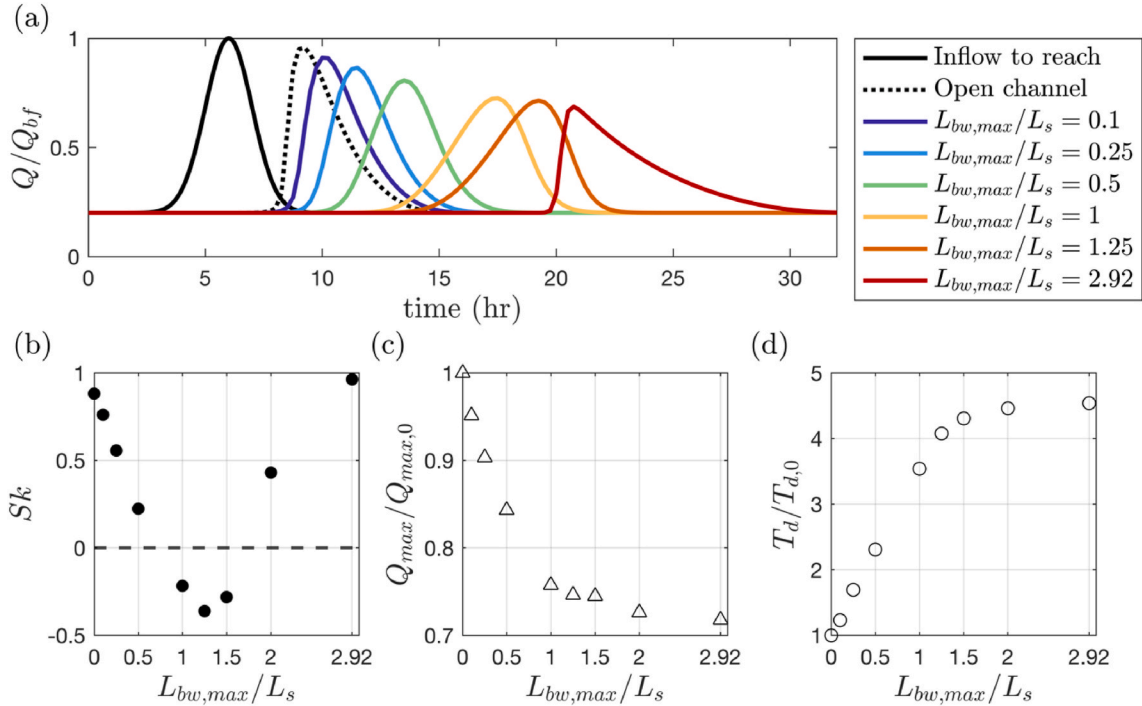 (a)
1
0.5
0
Q/Q_{bf}
0 5 10 15 20 25 30
time (hr)
Inflow to reach
Open channel
L_{bw,max}/L_s = 0.1
L_{bw,max}/L_s = 0.25
L_{bw,max}/L_s = 0.5
L_{bw,max}/L_s = 1
L_{bw,max}/L_s = 1.25
L_{bw,max}/L_s = 2.92
(b)
1
0.5
0
-0.5
Sk
0 0.5 1 1.5 2 2.92
L_{bw,max}/L_s
(c)
1
0.9
0.8
0.7
Q_{max}/Q_{max,0}
0 0.5 1 1.5 2 2.92
L_{bw,max}/L_s
(d)
5
4
3
2
1
T_d/T_{d,0}
0 0.5 1 1.5 2 2.92
L_{bw,max}/L_s